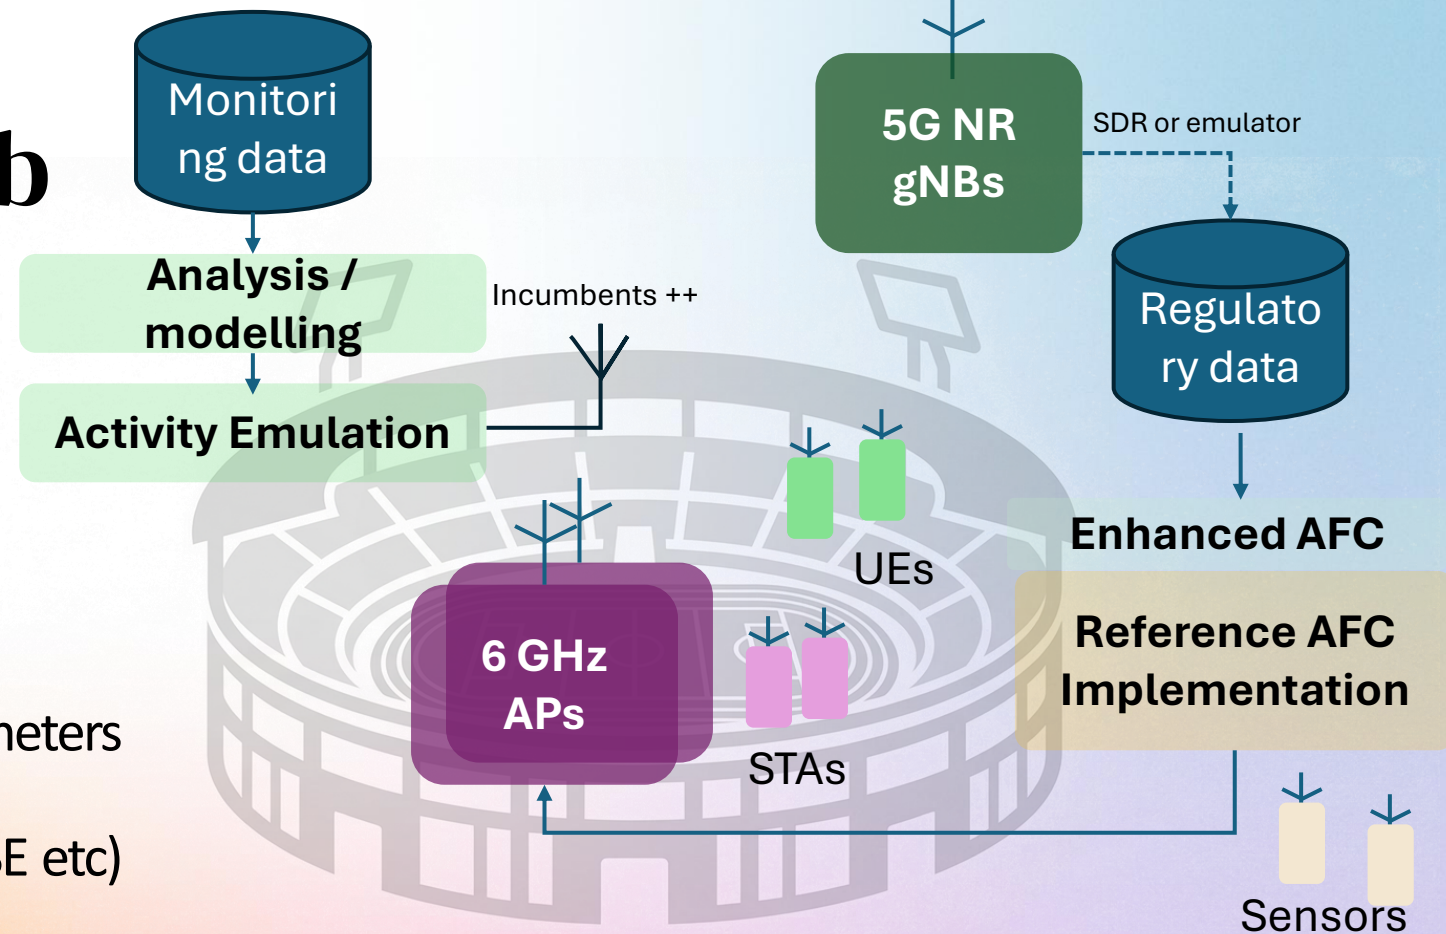 b
Monitori
ng data
Analysis /
modelling
Activity Emulation
Incumbents ++
5G NR
gNBs
SDR or emulator
Regulato
ry data
Enhanced AFC
Reference AFC
Implementation
UEs
6 GHz
APs
STAs
Sensors
neters
E etc)